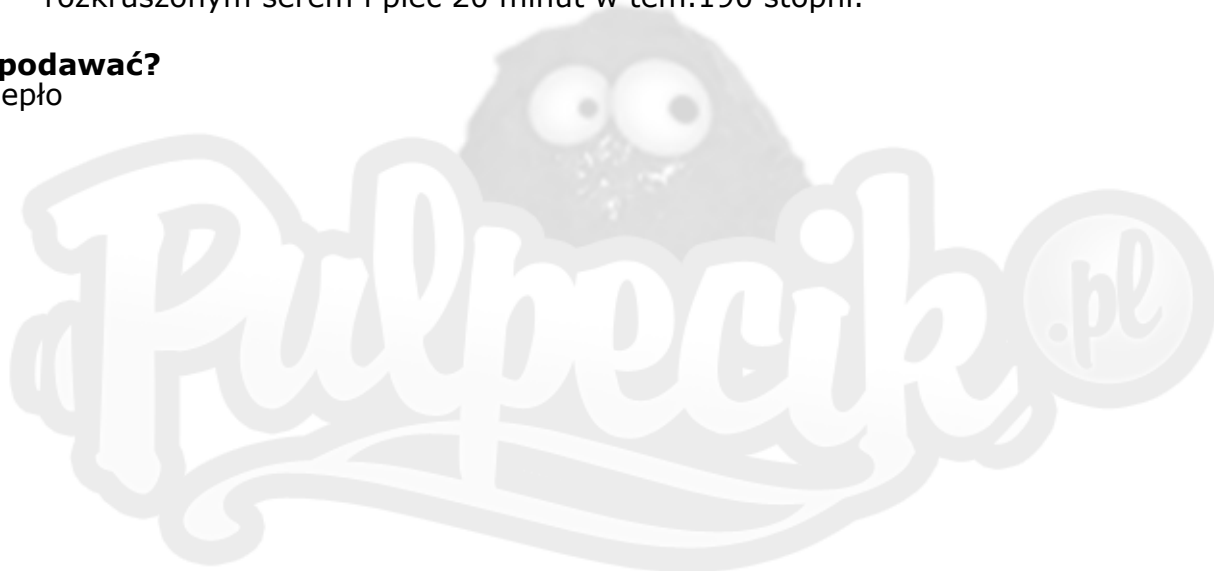 rozkruszonym serem i piec 20 minut w tem.190 stopni.
podawać?
epło
Pulpecik.pl